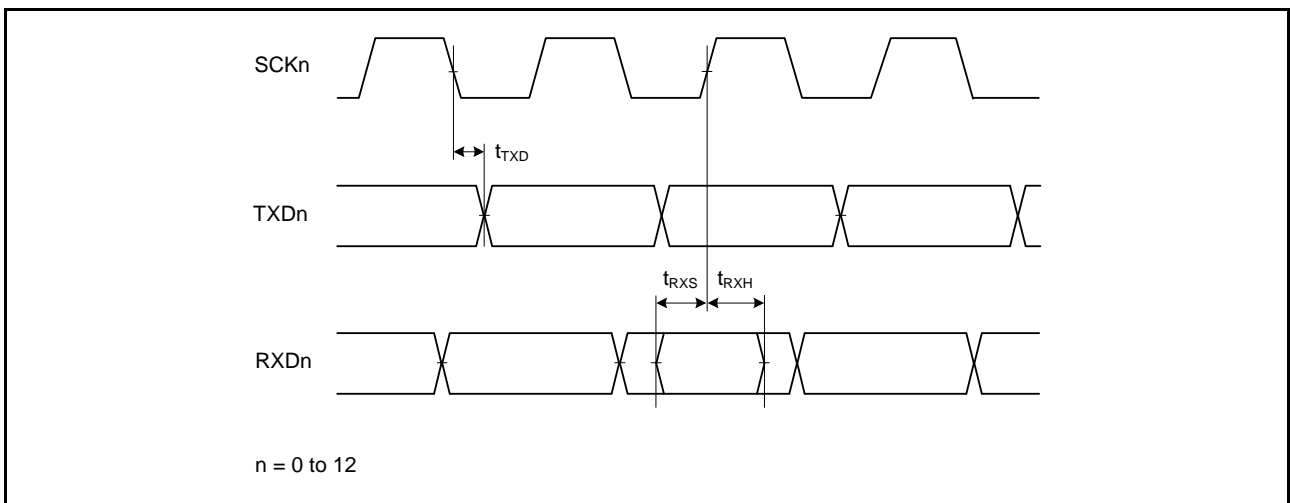 SCKn
tTXD
TXDn
tRXS tRXH
RXDn
n = 0 to 12